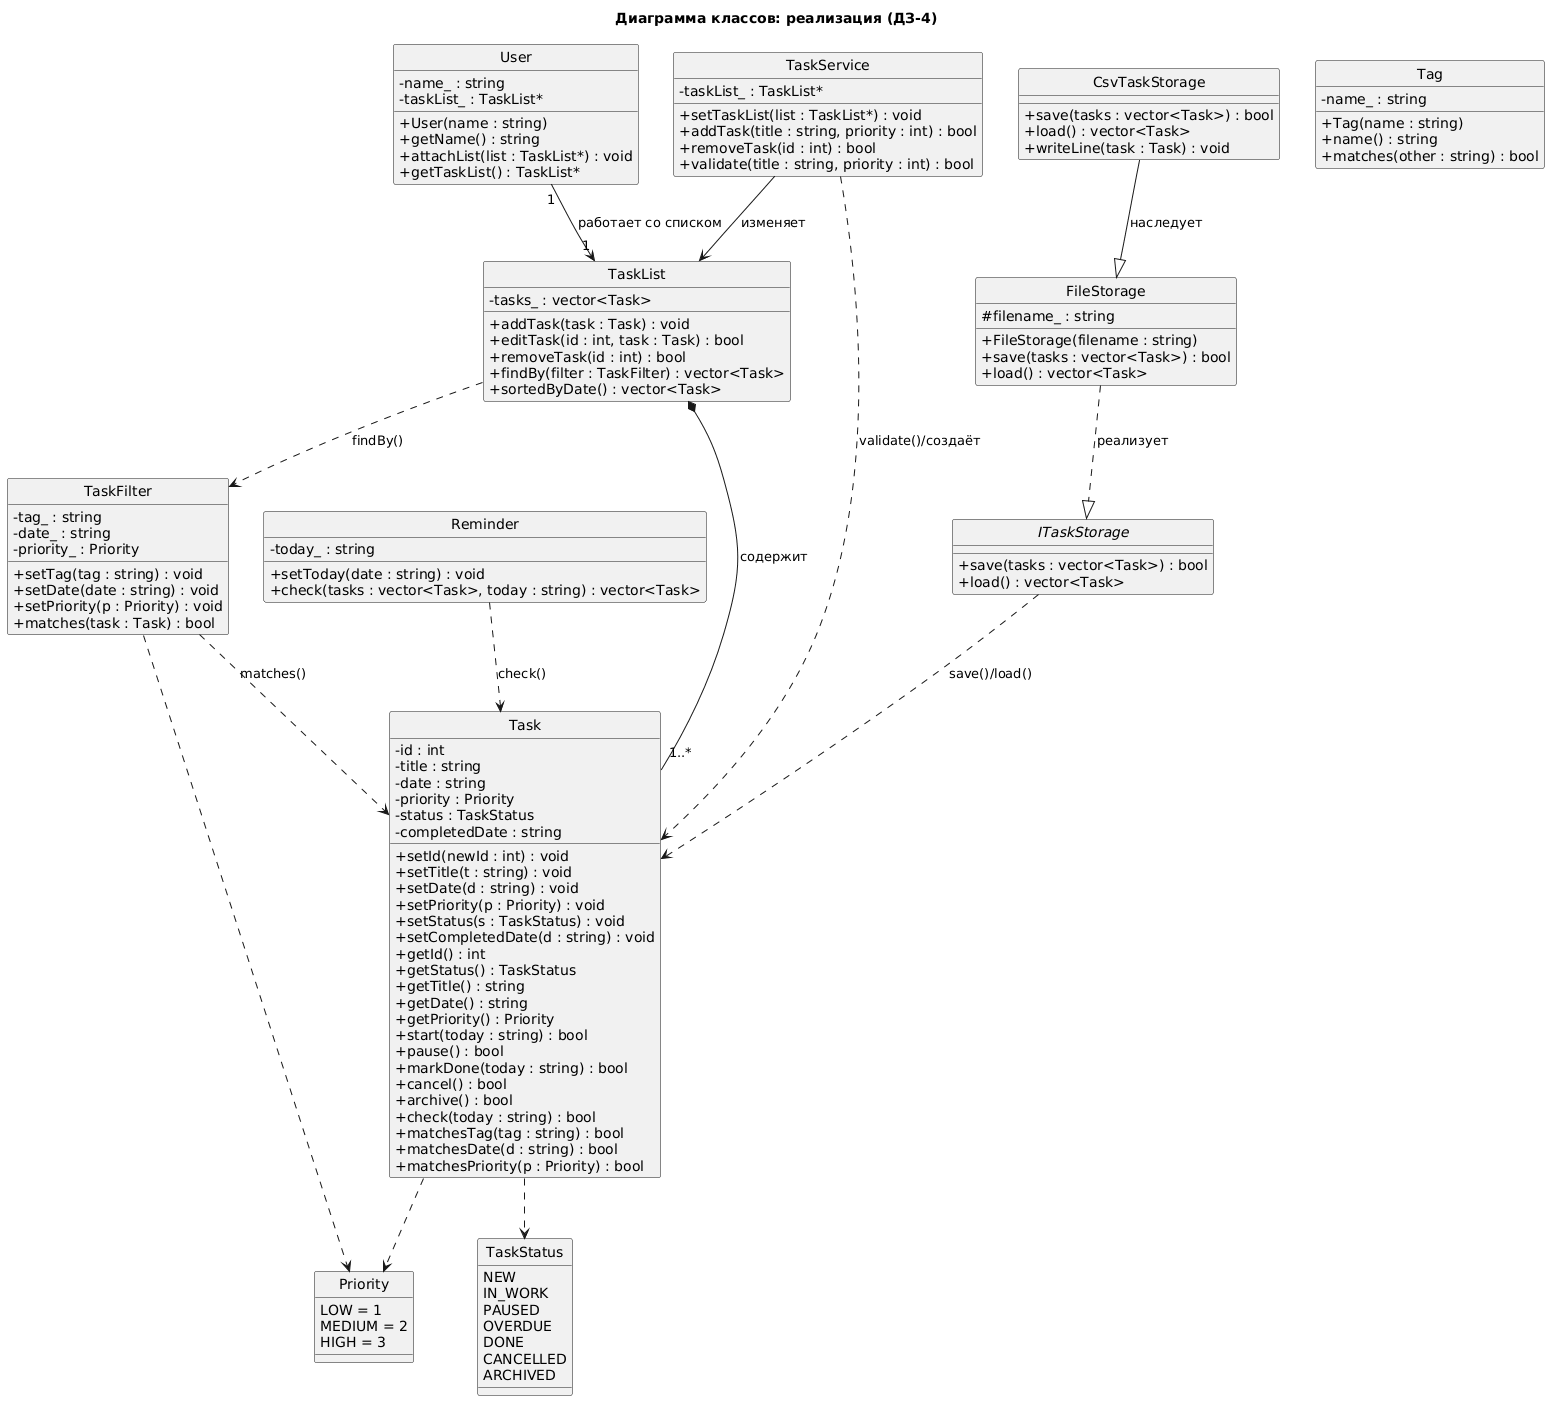 Диаграмма классов: реализация (ДЗ-4)
User
-name_ : string
-taskList_ : TaskList*
+User(name : string)
+getName() : string
+attachList(list : TaskList*) : void
+getTaskList() : TaskList*
TaskService
-taskList_ : TaskList*
+setTaskList(list : TaskList*) : void
+addTask(title : string, priority : int) : bool
+removeTask(id : int) : bool
+validate(title : string, priority : int) : bool
CsvTaskStorage
+save(tasks : vector<Task>) : bool
+load() : vector<Task>
+writeLine(task : Task) : void
Tag
-name_ : string
+Tag(name : string)
+name() : string
+matches(other : string) : bool
1
работает со списком
1
изменяет
наследует
TaskList
-tasks_ : vector<Task>
+addTask(task : Task) : void
+editTask(id : int, task : Task) : bool
+removeTask(id : int) : bool
+findBy(filter : TaskFilter) : vector<Task>
+sortedByDate() : vector<Task>
FileStorage
#filename_ : string
+FileStorage(filename : string)
+save(tasks : vector<Task>) : bool
+load() : vector<Task>
findBy()
validate()/создаёт
реализует
TaskFilter
-tag_ : string
-date_ : string
-priority_ : Priority
+setTag(tag : string) : void
+setDate(date : string) : void
+setPriority(p : Priority) : void
+matches(task : Task) : bool
Reminder
-today_ : string
+setToday(date : string) : void
+check(tasks : vector<Task>, today : string) : vector<Task>
содержит
ITaskStorage
+save(tasks : vector<Task>) : bool
+load() : vector<Task>
matches()
check()
save()/load()
1..*
Task
-id : int
-title : string
-date : string
-priority : Priority
-status : TaskStatus
-completedDate : string
+setId(newId : int) : void
+setTitle(t : string) : void
+setDate(d : string) : void
+setPriority(p : Priority) : void
+setStatus(s : TaskStatus) : void
+setCompletedDate(d : string) : void
+getId() : int
+getStatus() : TaskStatus
+getTitle() : string
+getDate() : string
+getPriority() : Priority
+start(today : string) : bool
+pause() : bool
+markDone(today : string) : bool
+cancel() : bool
+archive() : bool
+check(today : string) : bool
+matchesTag(tag : string) : bool
+matchesDate(d : string) : bool
+matchesPriority(p : Priority) : bool
Priority
LOW = 1
MEDIUM = 2
HIGH = 3
TaskStatus
NEW
IN_WORK
PAUSED
OVERDUE
DONE
CANCELLED
ARCHIVED